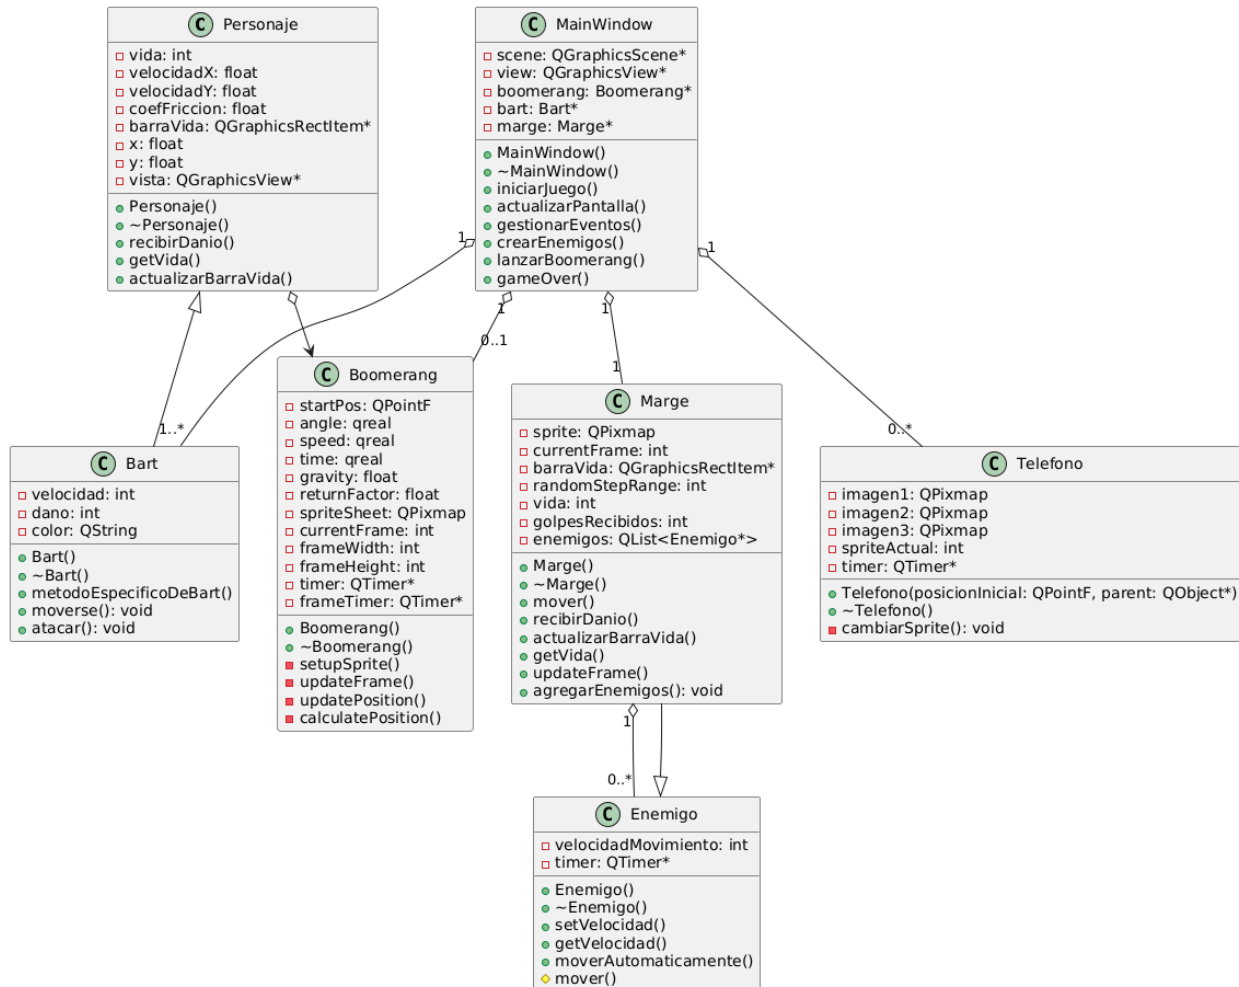 C Personaje
vida: int
velocidadX: float
velocidadY: float
coefFriccion: float
barraVida: QGraphicsRectItem*
x: float
y: float
vista: QGraphicsView*
Personaje()
~Personaje()
recibirDanio()
getVida()
actualizarBarraVida()
C MainWindow
scene: QGraphicsScene*
view: QGraphicsView*
boomerang: Boomerang*
bart: Bart*
marge: Marge*
MainWindow()
~MainWindow()
iniciarJuego()
actualizarPantalla()
gestionarEventos()
crearEnemigos()
lanzarBoomerang()
gameOver()
1
1
1
1
1..*
0..1
1
0..*
C Bart
velocidad: int
dano: int
color: QString
Bart()
~Bart()
metodoEspecificoDeBart()
moverse(): void
atacar(): void
C Boomerang
startPos: QPointF
angle: qreal
speed: qreal
time: qreal
gravity: float
returnFactor: float
spriteSheet: QPixmap
currentFrame: int
frameWidth: int
frameHeight: int
timer: QTimer*
frameTimer: QTimer*
Boomerang()
~Boomerang()
setupSprite()
updateFrame()
updatePosition()
calculatePosition()
C Marge
sprite: QPixmap
currentFrame: int
barraVida: QGraphicsRectItem*
randomStepRange: int
vida: int
golpesRecibidos: int
enemigos: QList<Enemigo*>
Marge()
~Marge()
mover()
recibirDanio()
actualizarBarraVida()
getVida()
updateFrame()
agregarEnemigos(): void
C Telefono
imagen1: QPixmap
imagen2: QPixmap
imagen3: QPixmap
spriteActual: int
timer: QTimer*
Telefono(posicionInicial: QPointF, parent: QObject*)
~Telefono()
cambiarSprite(): void
1
0..*
C Enemigo
velocidadMovimiento: int
timer: QTimer*
Enemigo()
~Enemigo()
setVelocidad()
getVelocidad()
moverAutomaticamente()
mover()